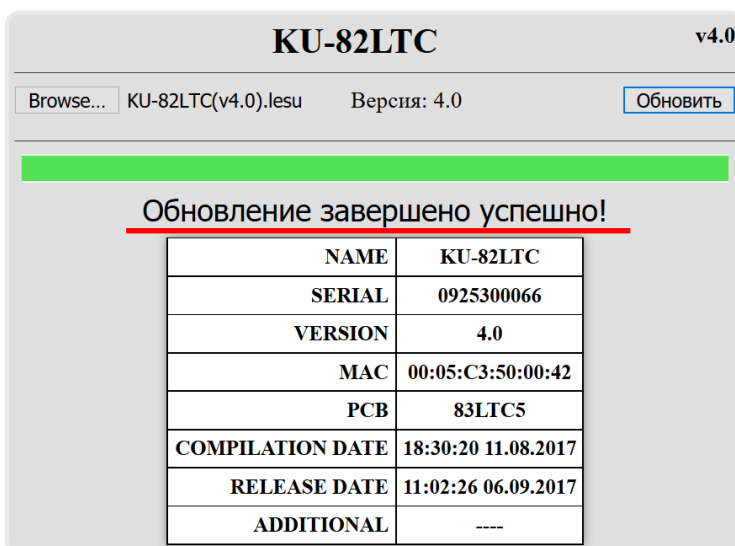 KU-82LTC v4.0
Browse... KU-82LTC(v4.0).lesu Версия: 4.0 Обновить
Обновление завершено успешно!
NAME KU-82LTC
SERIAL 0925300066
VERSION 4.0
MAC 00:05:C3:50:00:42
PCB 83LTC5
COMPILATION DATE 18:30:20 11.08.2017
RELEASE DATE 11:02:26 06.09.2017
ADDITIONAL ----